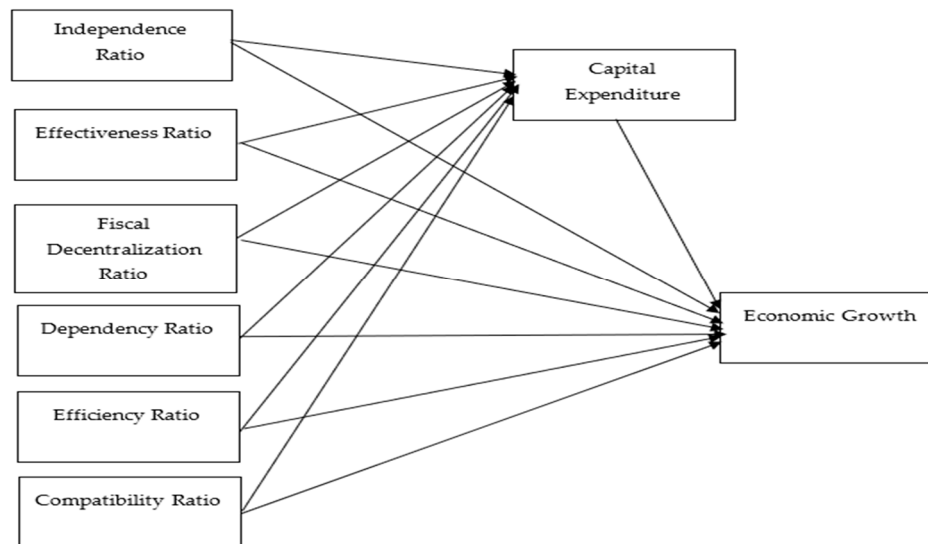 Independence
Ratio
Capital
Expenditure
Effectiveness Ratio
Fiscal
Decentralization
Ratio
Dependency Ratio
Economic Growth
Efficiency Ratio
Compatibility Ratio